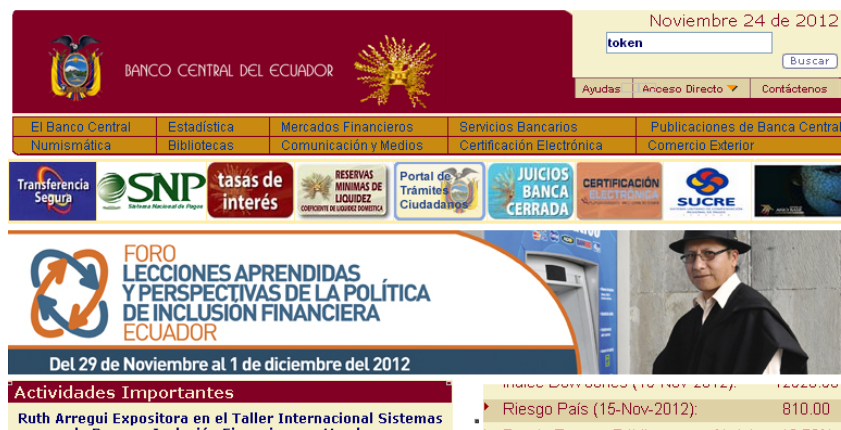 Noviembre 24 de 2012
token
Buscar
BANCO CENTRAL DEL ECUADOR
Ayudas Acceso Directo Contáctenos
El Banco Central Estadística Mercados Financieros Servicios Bancarios Publicaciones de Banca Central
Numismática Bibliotecas Comunicación y Medios Certificación Electrónica Comercio Exterior
Transferencia
Segura
SNP
Sistema Nacional de Pagos
tasas de
interés
RESERVAS
MINIMAS DE
LIQUIDEZ
COEFICIENTE DE LIQUIDEZ DOMESTICA
Portal de
Trámites
Ciudadanos
JUICIOS
BANCA
CERRADA
CERTIFICACIÓN
ELECTRÓNICA
SUCRE
FORO
LECCIONES APRENDIDAS
Y PERSPECTIVAS DE LA POLÍTICA
DE INCLUSIÓN FINANCIERA
ECUADOR
Del 29 de Noviembre al 1 de diciembre del 2012
Actividades Importantes
Riesgo País (15-Nov-2012): 810.00
Ruth Arregui Expositora en el Taller Internacional Sistemas